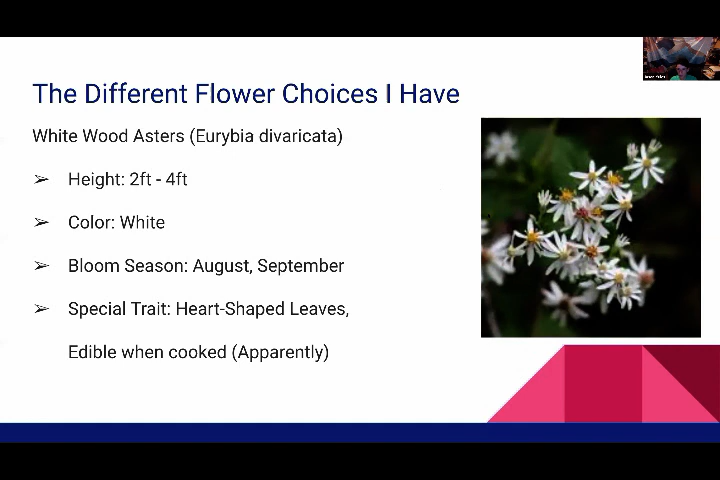 The Different Flower Choices I Have
White Wood Asters (Eurybia divaricata)
➢ Height: 2ft - 4ft
➢ Color: White
➢ Bloom Season: August, September
➢ Special Trait: Heart-Shaped Leaves,
Edible when cooked (Apparently)